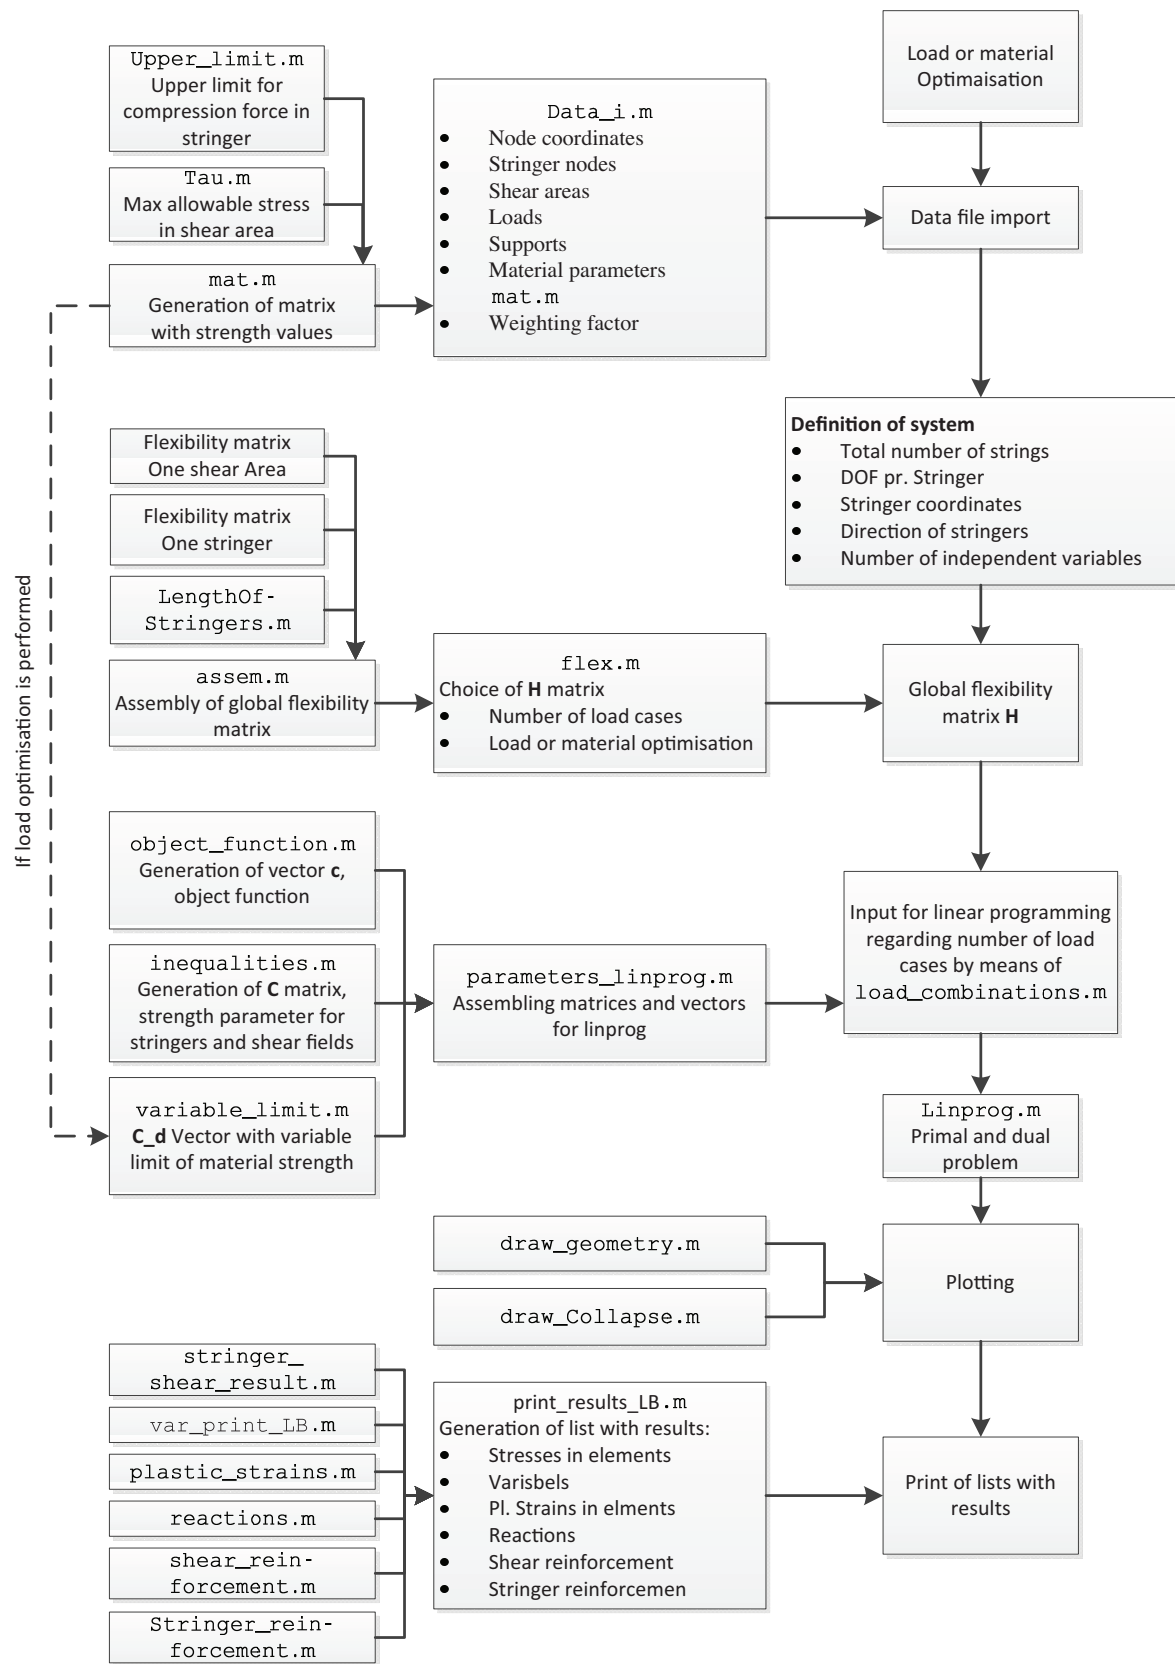 Upper_limit.m
Upper limit for
compression force in
stringer
Tau.m
Max allowable stress
in shear area
mat.m
Generation of matrix
with strength values
Data_i.m
• Node coordinates
• Stringer nodes
• Shear areas
• Loads
• Supports
• Material parameters
mat.m
• Weighting factor
Load or material
Optimaisation
Data file import
Definition of system
• Total number of strings
• DOF pr. Stringer
• Stringer coordinates
• Direction of stringers
• Number of independent variables
If load optimisation is performed
Flexibility matrix
One shear Area
Flexibility matrix
One stringer
LengthOf-
Stringers.m
assem.m
Assembly of global flexibility
matrix
flex.m
Choice of H matrix
• Number of load cases
• Load or material optimisation
Global flexibility
matrix H
object_function.m
Generation of vector c,
object function
inequalities.m
Generation of C matrix,
strength parameter for
stringers and shear fields
variable_limit.m
C_d Vector with variable
limit of material strength
parameters_linprog.m
Assembling matrices and vectors
for linprog
Input for linear programming
regarding number of load
cases by means of
load_combinations.m
Linprog.m
Primal and dual
problem
draw_geometry.m
draw_Collapse.m
Plotting
stringer_
shear_result.m
var_print_LB.m
plastic_strains.m
reactions.m
shear_rein-
forcement.m
Stringer_rein-
forcement.m
print_results_LB.m
Generation of list with results:
• Stresses in elements
• Varisbels
• Pl. Strains in elments
• Reactions
• Shear reinforcement
• Stringer reinforcemen
Print of lists with
results